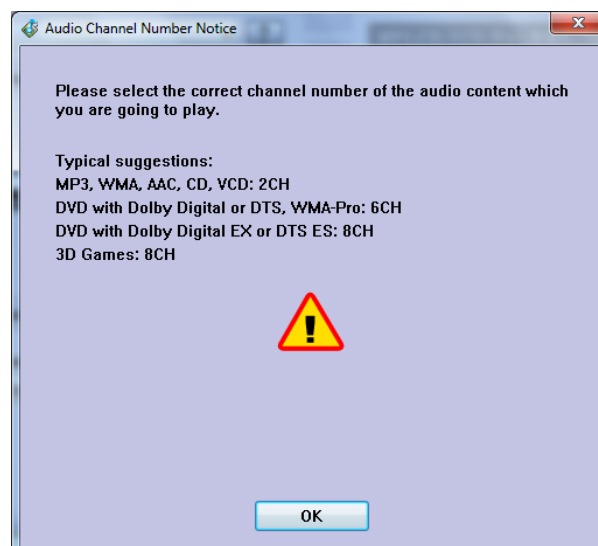 Audio Channel Number Notice
Please select the correct channel number of the audio content which
you are going to play.
Typical suggestions:
MP3, WMA, AAC, CD, VCD: 2CH
DVD with Dolby Digital or DTS, WMA-Pro: 6CH
DVD with Dolby Digital EX or DTS ES: 8CH
3D Games: 8CH
OK